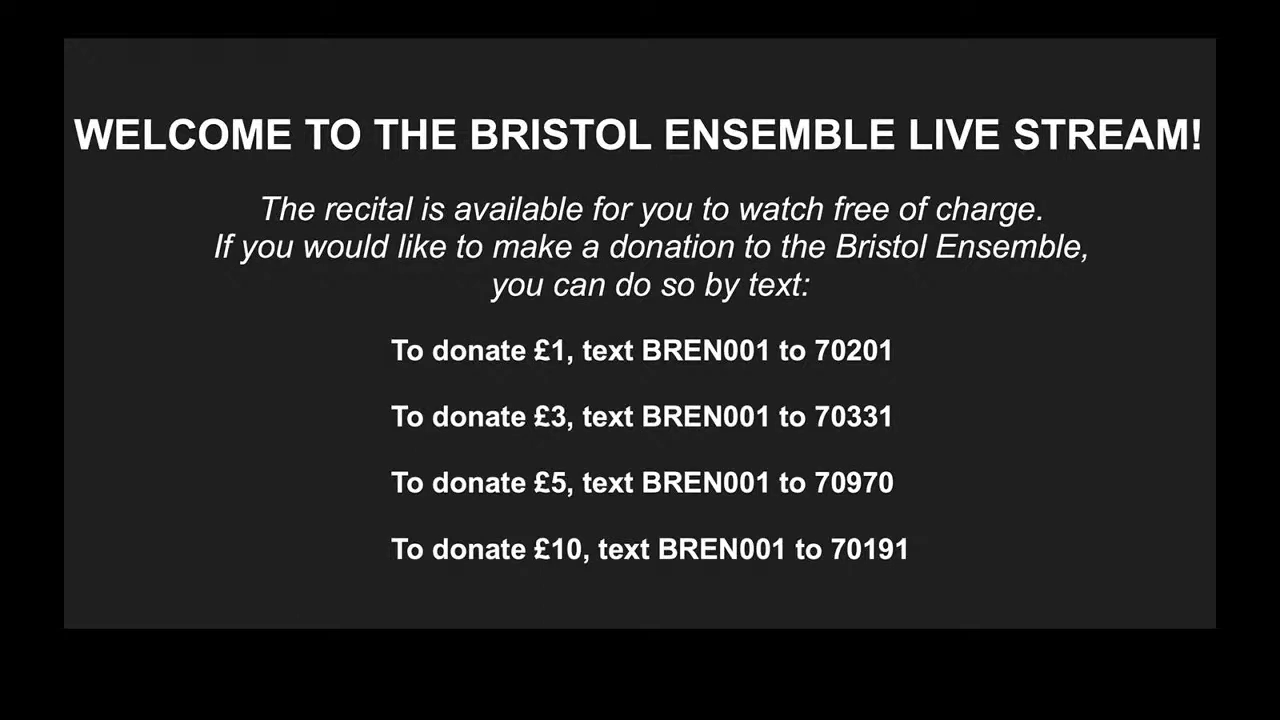 WELCOME TO THE BRISTOL ENSEMBLE LIVE STREAM!
The recital is available for you to watch free of charge.
If you would like to make a donation to the Bristol Ensemble,
you can do so by text:
To donate £1, text BREN001 to 70201
To donate £3, text BREN001 to 70331
To donate £5, text BREN001 to 70970
To donate £10, text BREN001 to 70191